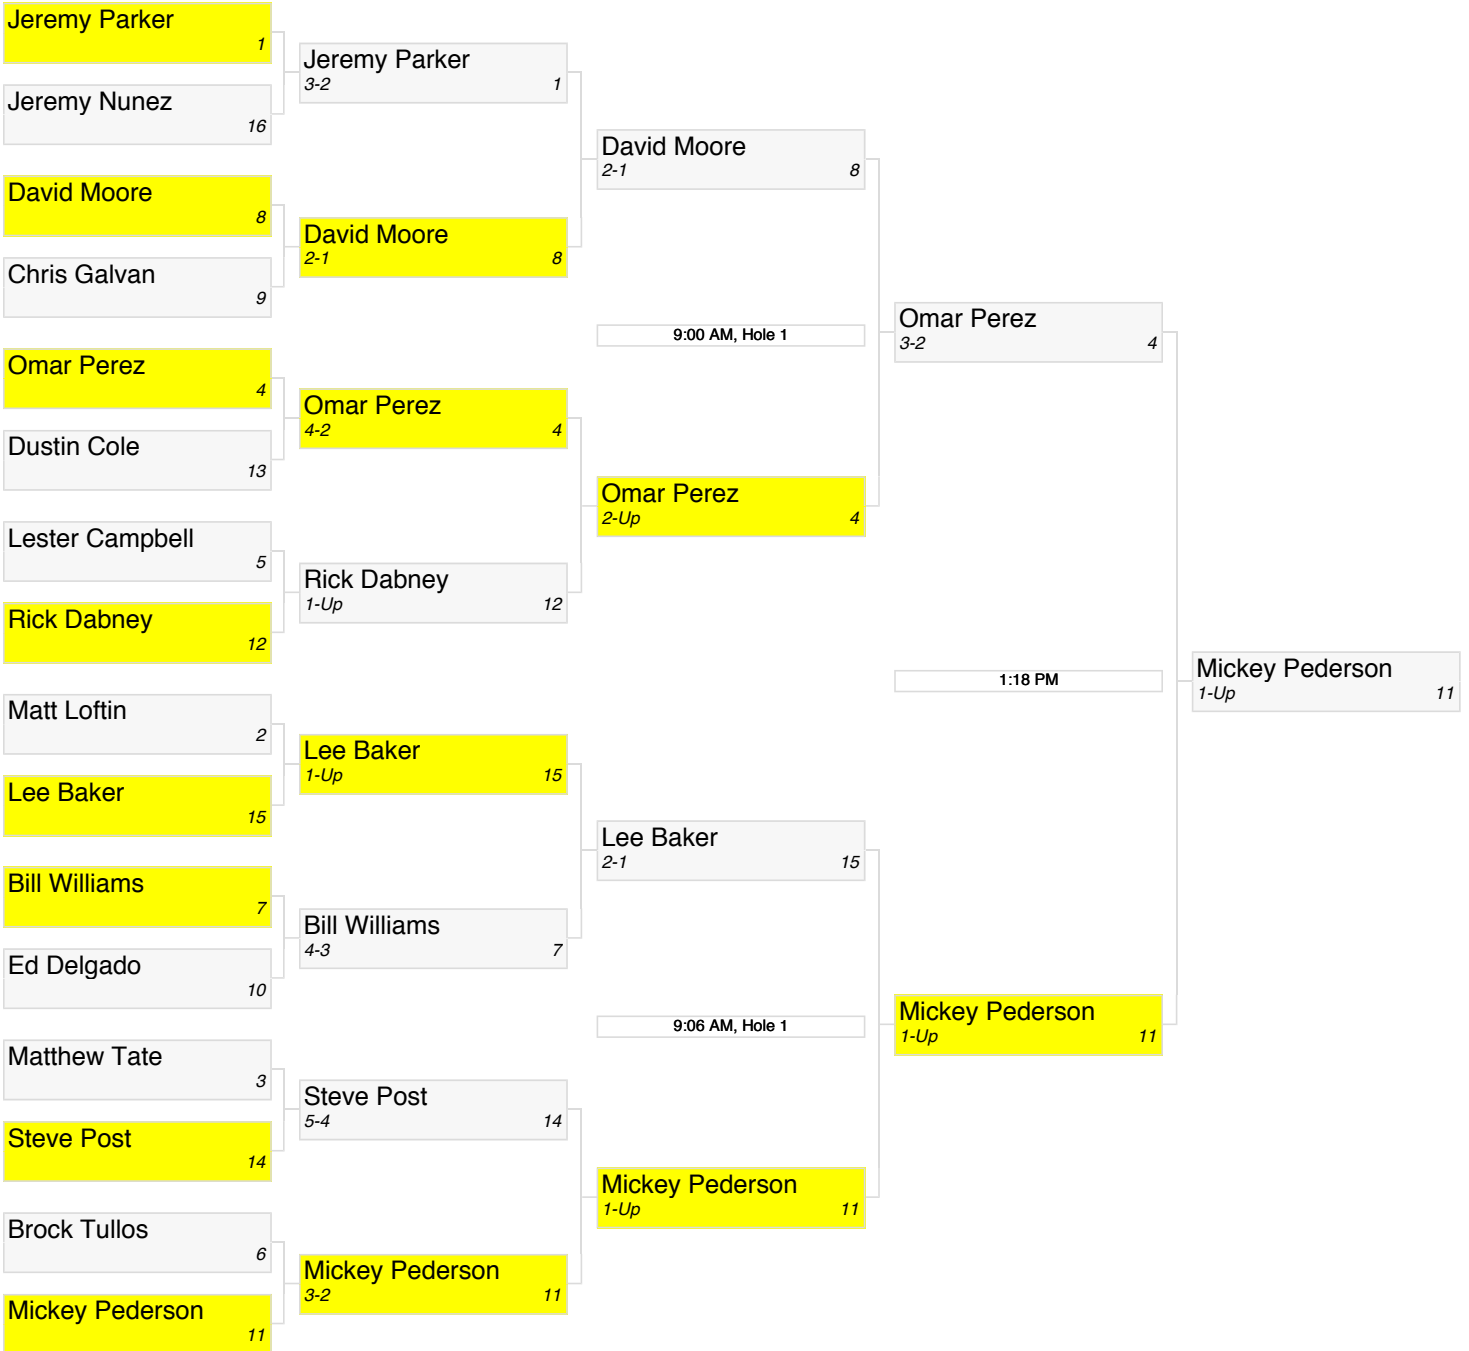 Jeremy Parker
1
Jeremy Nunez
16
David Moore
8
Chris Galvan
9
Omar Perez
4
Dustin Cole
13
Lester Campbell
5
Rick Dabney
12
Matt Loftin
2
Lee Baker
15
Bill Williams
7
Ed Delgado
10
Matthew Tate
3
Steve Post
14
Brock Tullos
6
Mickey Pederson
11
Jeremy Parker
3-2 1
David Moore
2-1 8
Omar Perez
4-2 4
Rick Dabney
1-Up 12
Lee Baker
1-Up 15
Bill Williams
4-3 7
Steve Post
5-4 14
Mickey Pederson
3-2 11
David Moore
2-1 8
9:00 AM, Hole 1
Omar Perez
2-Up 4
Lee Baker
2-1 15
9:06 AM, Hole 1
Mickey Pederson
1-Up 11
Omar Perez
3-2 4
1:18 PM
Mickey Pederson
1-Up 11
Mickey Pederson
1-Up 11